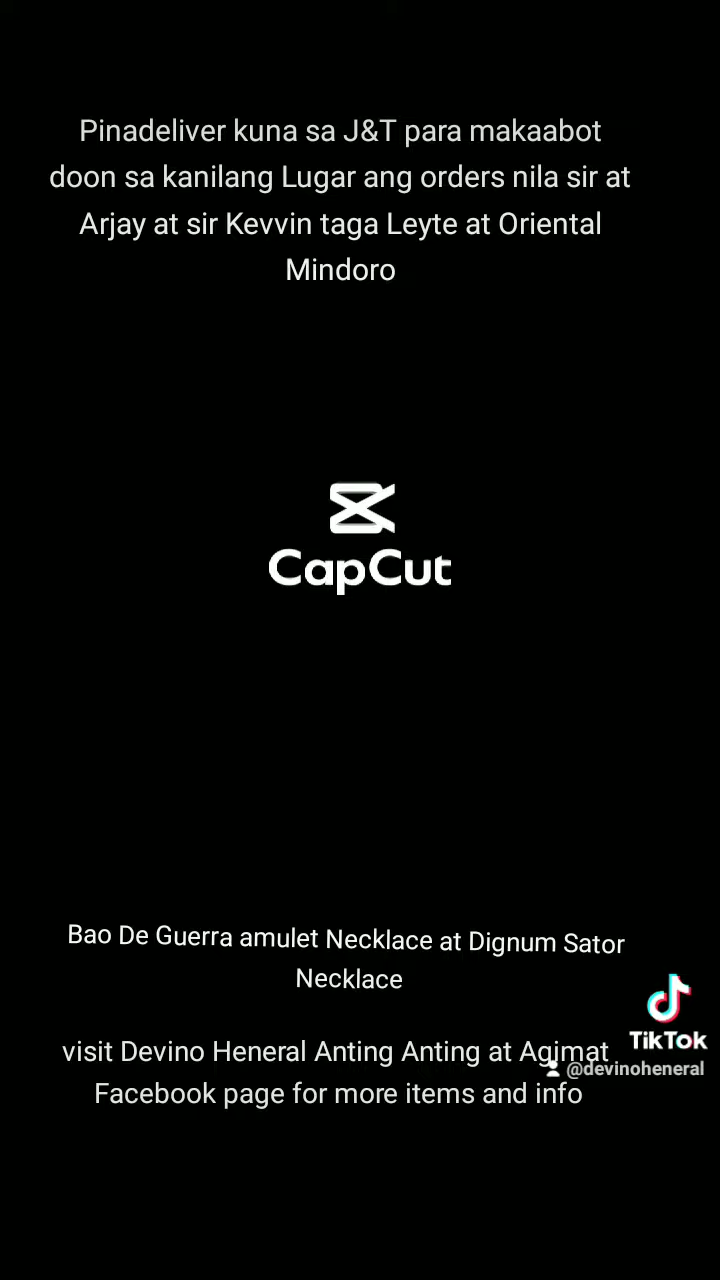 Pinadeliver kuna sa J&T para makaabot
doon sa kanilang Lugar ang orders nila sir at
Arjay at sir Kevvin taga Leyte at Oriental
Mindoro
CapCut
Bao De Guerra amulet Necklace at Dignum Sator
Necklace
visit Devino Heneral Anting Anting at Agimat
Facebook page for more items and info
TikTok
@devinoheneral